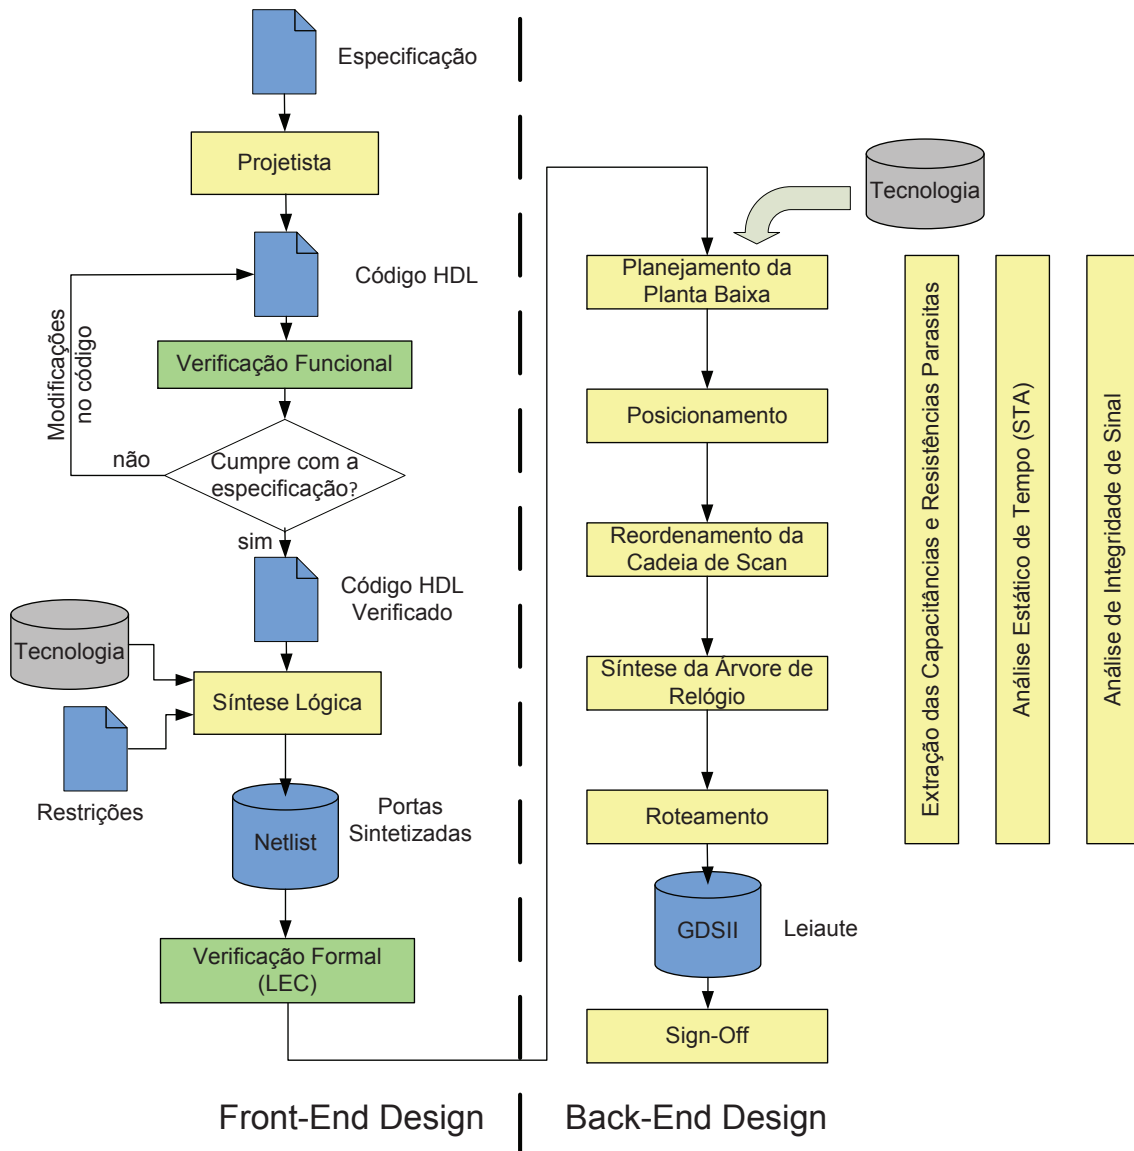 Especificação
Projetista
Código HDL
Modificações
no código
Verificação Funcional
não
Cumpre com a
especificação?
sim
Código HDL
Verificado
Tecnologia
Síntese Lógica
Restrições
Netlist
Portas
Sintetizadas
Verificação Formal
(LEC)
Front-End Design
Tecnologia
Planejamento da
Planta Baixa
Posicionamento
Reordenamento da
Cadeia de Scan
Síntese da Árvore de
Relógio
Roteamento
GDSII
Leiaute
Sign-Off
Extração das Capacitâncias e Resistências Parasitas
Análise Estático de Tempo (STA)
Análise de Integridade de Sinal
Back-End Design